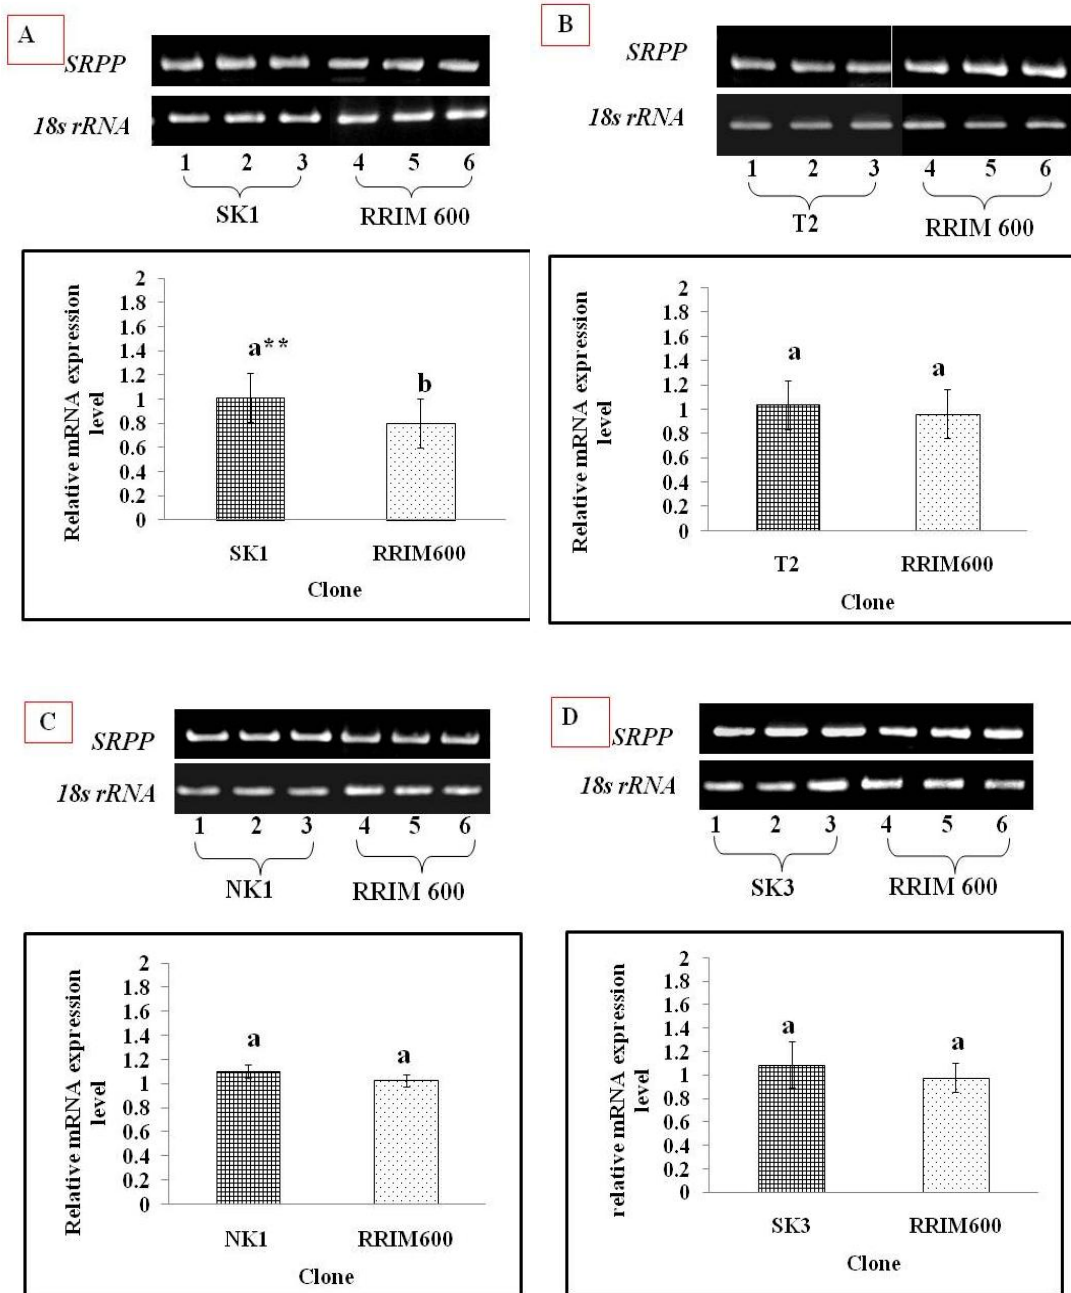 A
SRPP
18s rRNA
1 2 3 4 5 6
SK1 RRIM 600
2
1.8
1.6
1.4
1.2
1
0.8
0.6
0.4
0.2
0
Relative mRNA expression
level
a** b
SK1 RRIM600
Clone
B
SRPP
18s rRNA
1 2 3 4 5 6
T2 RRIM 600
2
1.8
1.6
1.4
1.2
1
0.8
0.6
0.4
0.2
0
Relative mRNA expression
level
a a
T2 RRIM600
Clone
C
SRPP
18s rRNA
1 2 3 4 5 6
NK1 RRIM 600
2
1.8
1.6
1.4
1.2
1
0.8
0.6
0.4
0.2
0
Relative mRNA expression
level
a a
NK1 RRIM600
Clone
D
SRPP
18s rRNA
1 2 3 4 5 6
SK3 RRIM 600
2
1.8
1.6
1.4
1.2
1
0.8
0.6
0.4
0.2
0
relative mRNA expression
level
a a
SK3 RRIM600
Clone